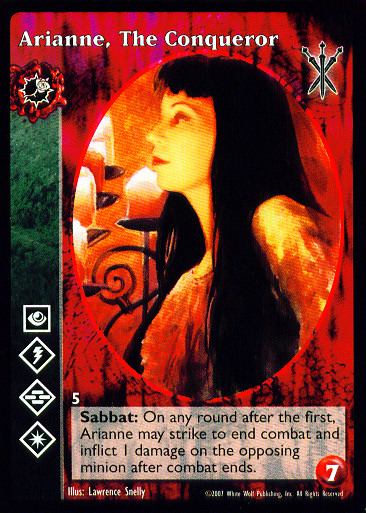 Arianne, The Conqueror
5
Sabbat: On any round after the first,
Arianne may strike to end combat and
inflict 1 damage on the opposing
minion after combat ends.
7
Illus: Lawrence Snelly
©2007 White Wolf Publishing, Inc. All Rights Reserved